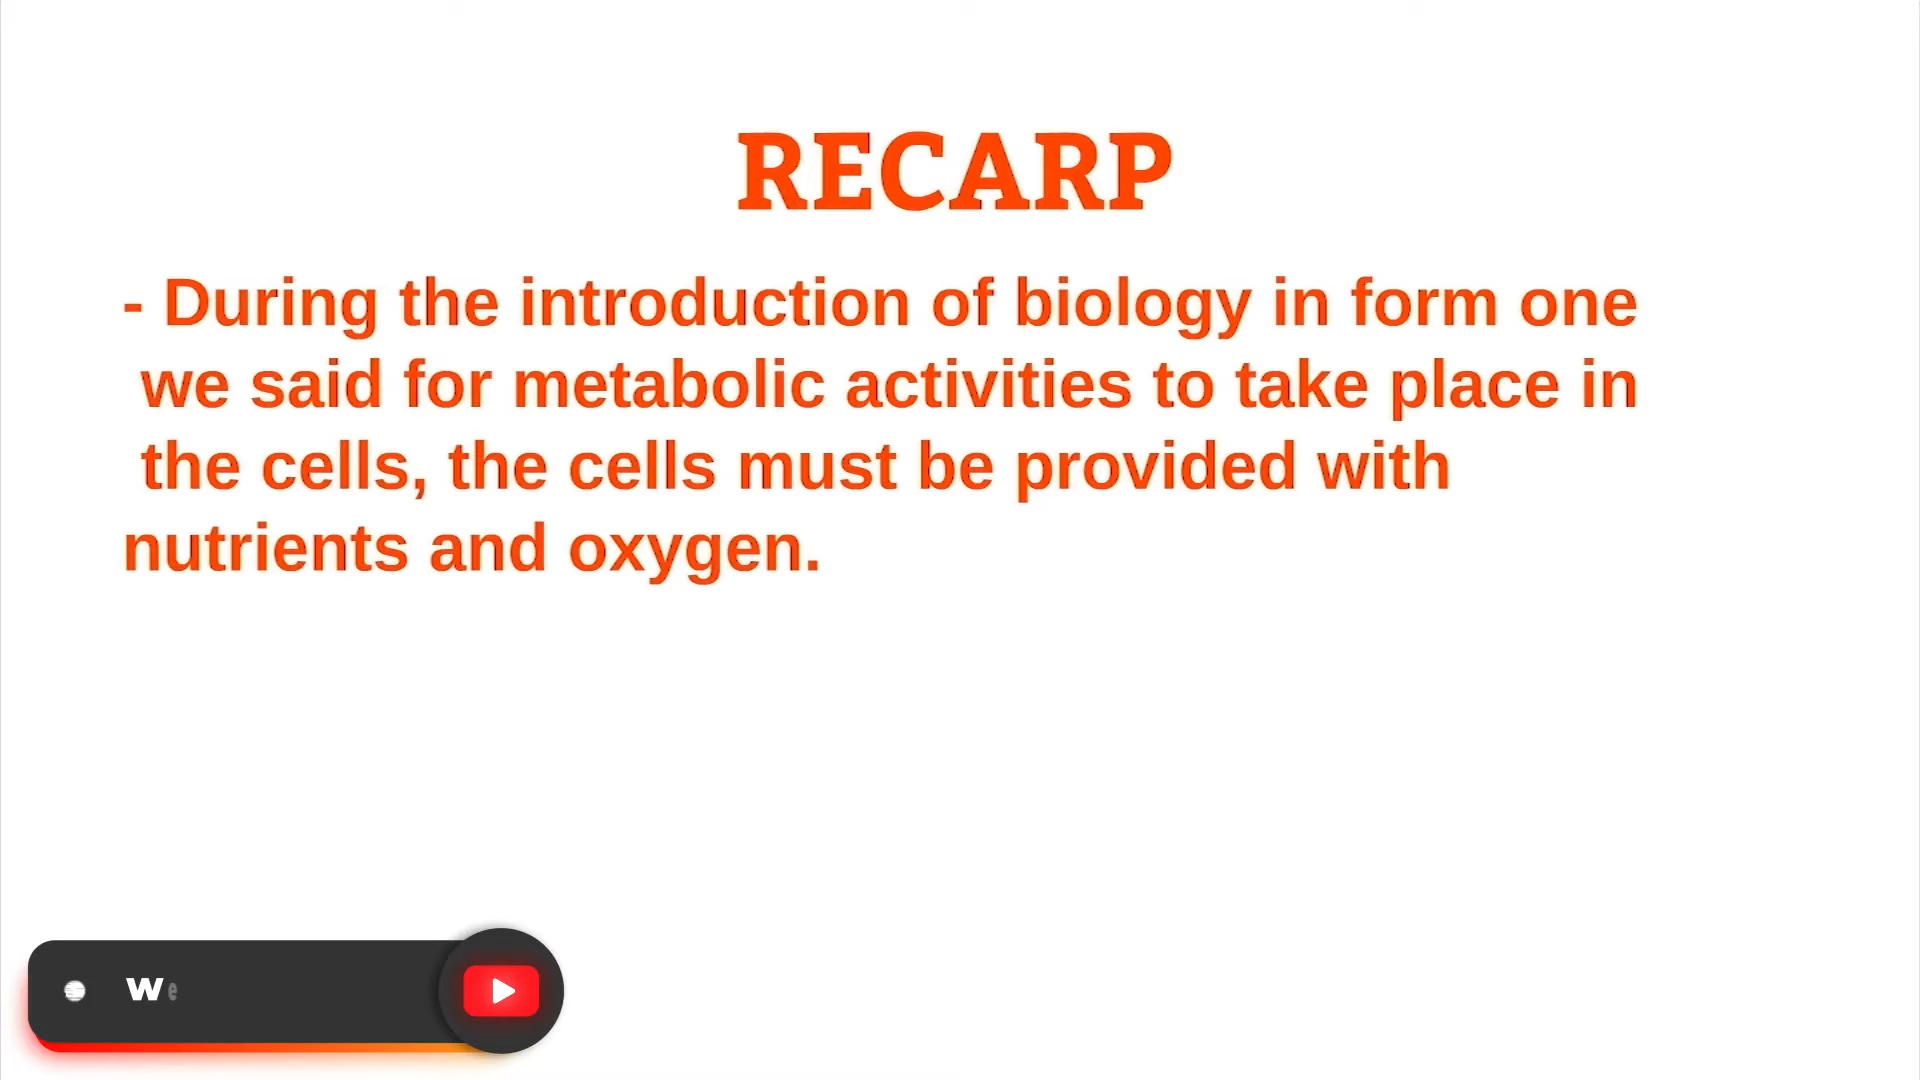 RECARP
- During the introduction of biology in form one
we said for metabolic activities to take place in
the cells, the cells must be provided with
nutrients and oxygen.
We